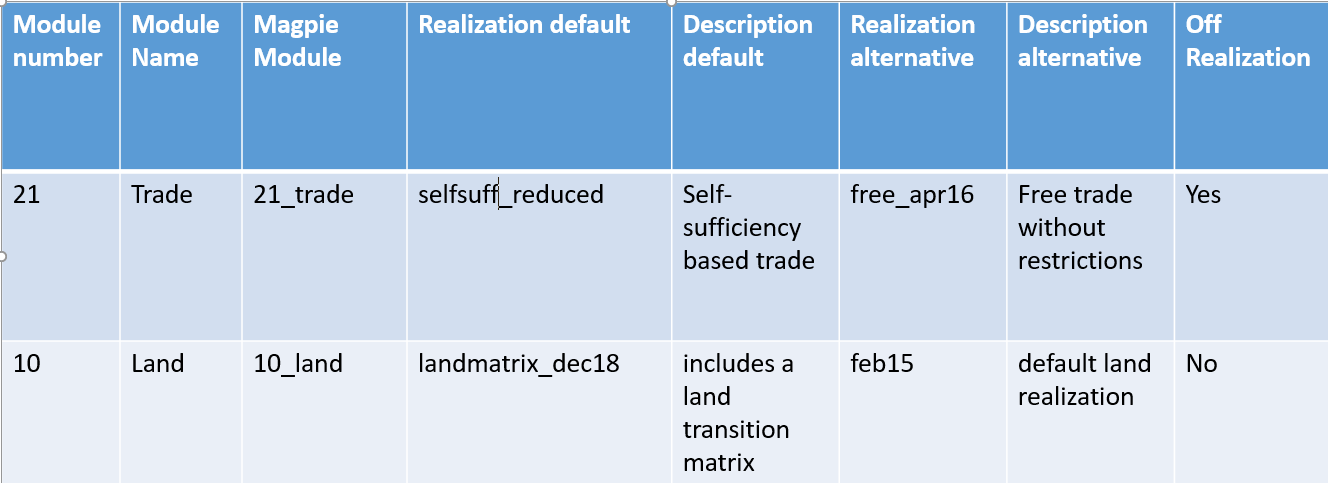 Module number
Module Name
Magpie Module
Realization default
Description default
Realization alternative
Description alternative
Off Realization
21
Trade
21_trade
selfsuff_reduced
Self-
sufficiency
based trade
free_apr16
Free trade
without
restrictions
Yes
10
Land
10_land
landmatrix_dec18
includes a
land
transition
matrix
feb15
default land
realization
No